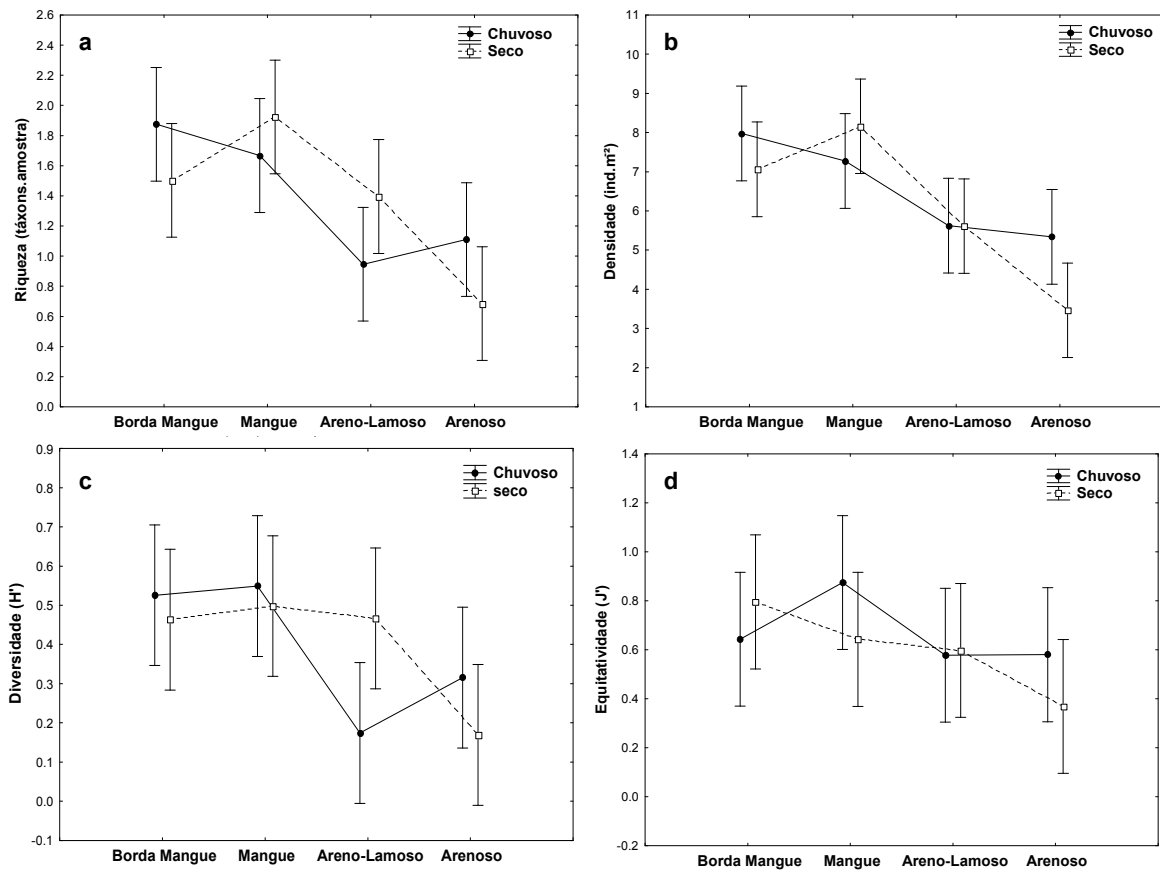 a
Chuvoso
Seco
Riqueza (táxons.amostra)
2.6
2.4
2.2
2.0
1.8
1.6
1.4
1.2
1.0
0.8
0.6
0.4
0.2
0.0
Borda Mangue Mangue Areno-Lamoso Arenoso
b
Chuvoso
Seco
Densidade (ind.m⁻²)
11
10
9
8
7
6
5
4
3
2
1
Borda Mangue Mangue Areno-Lamoso Arenoso
c
Chuvoso
seco
Diversidade (H')
0.9
0.8
0.7
0.6
0.5
0.4
0.3
0.2
0.1
0.0
-0.1
Borda Mangue Mangue Areno-Lamoso Arenoso
d
Chuvoso
Seco
Equitatividade (J')
1.4
1.2
1.0
0.8
0.6
0.4
0.2
0.0
-0.2
Borda Mangue Mangue Areno-Lamoso Arenoso